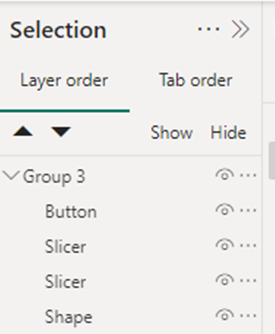 Selection
Layer order Tab order
Show Hide
Group 3
Button
Slicer
Slicer
Shape